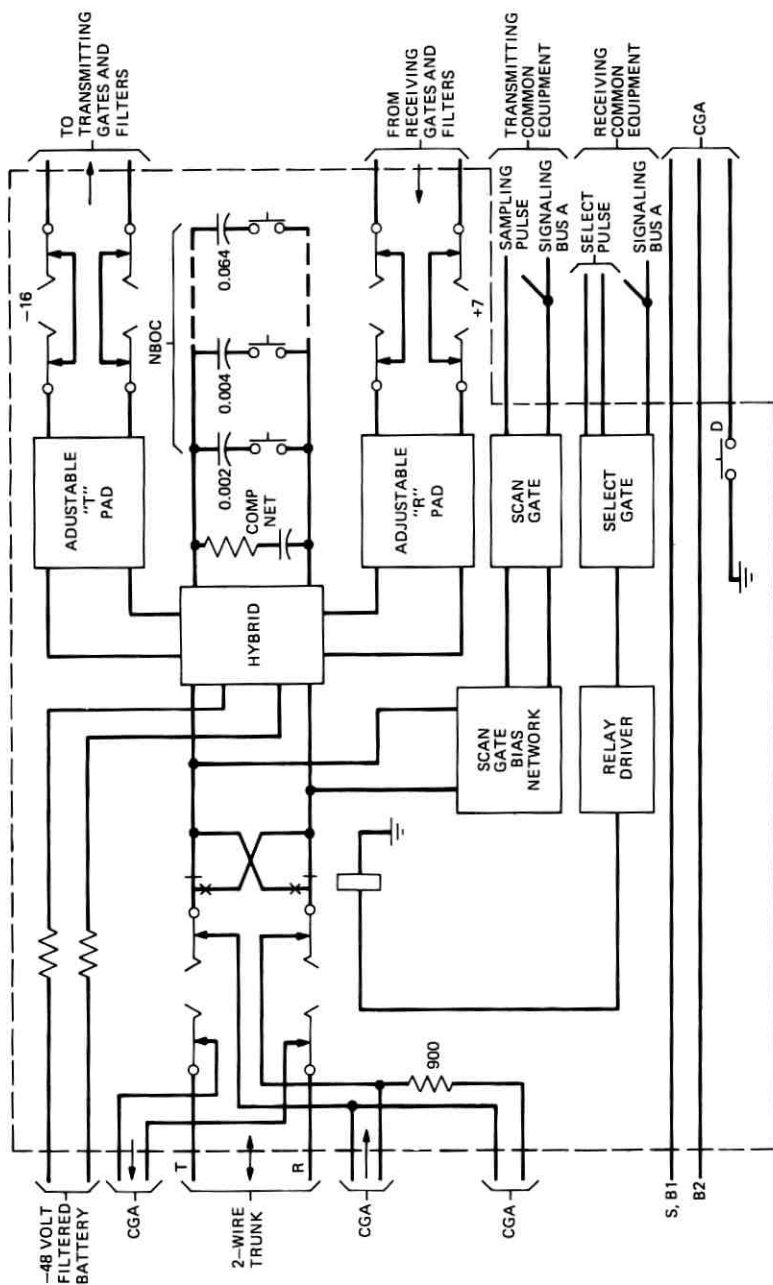 TO
TRANSMITTING
GATES AND
FILTERS
FROM
RECEIVING
GATES AND
FILTERS
TRANSMITTING
COMMON
EQUIPMENT
RECEIVING
COMMON
EQUIPMENT
CGA
SAMPLING
PULSE
SIGNALING
BUS A
SELECT
PULSE
SIGNALING
BUS A
-16
NBOC
0.064
0.004
0.002
+7
COMP
NET
D
ADUSTABLE
"T"
PAD
ADJUSTABLE
"R"
PAD
SCAN
GATE
SELECT
GATE
HYBRID
SCAN
GATE
BIAS
NETWORK
RELAY
DRIVER
900
T
R
-48 VOLT
FILTERED
BATTERY
CGA
2-WIRE
TRUNK
CGA
CGA
S, B1
B2